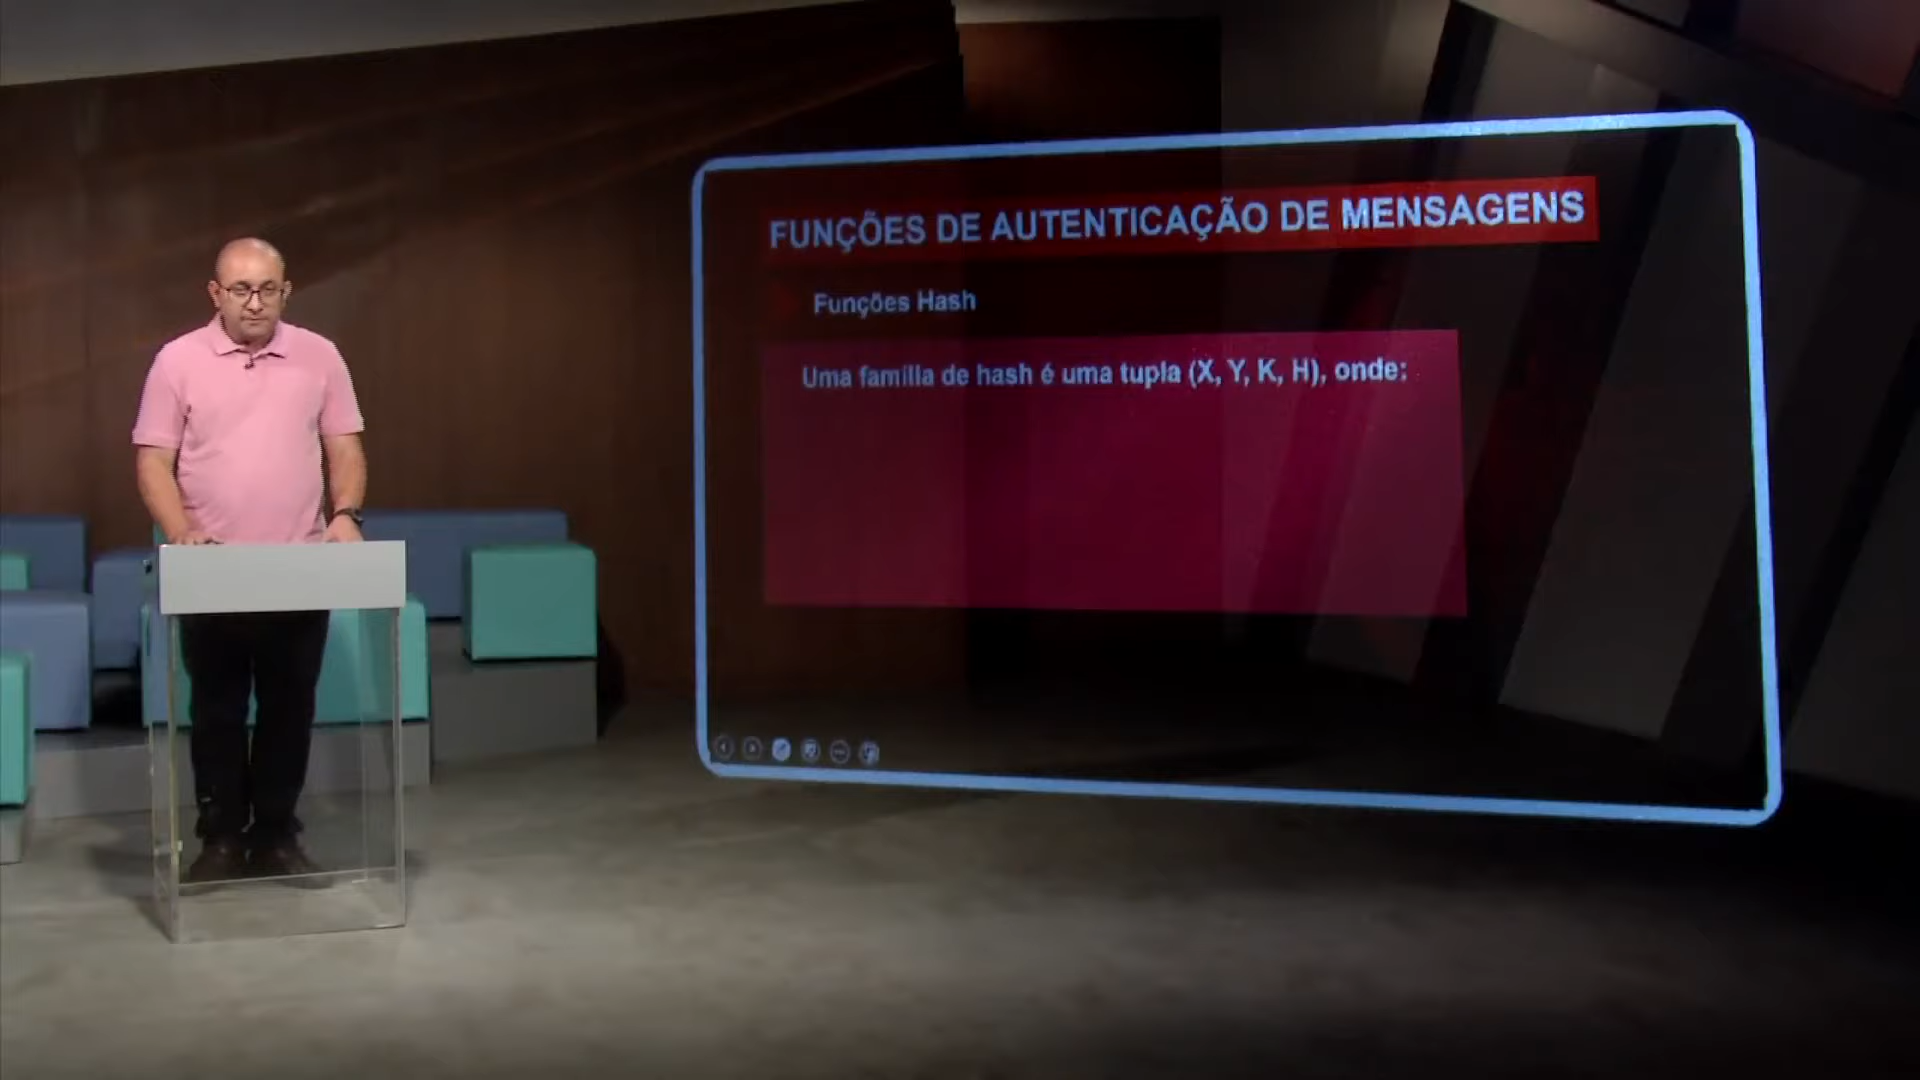 FUNÇÕES DE AUTENTICAÇÃO DE MENSAGENS
Funções Hash
Uma família de hash é uma tupla (X, Y, K, H), onde: